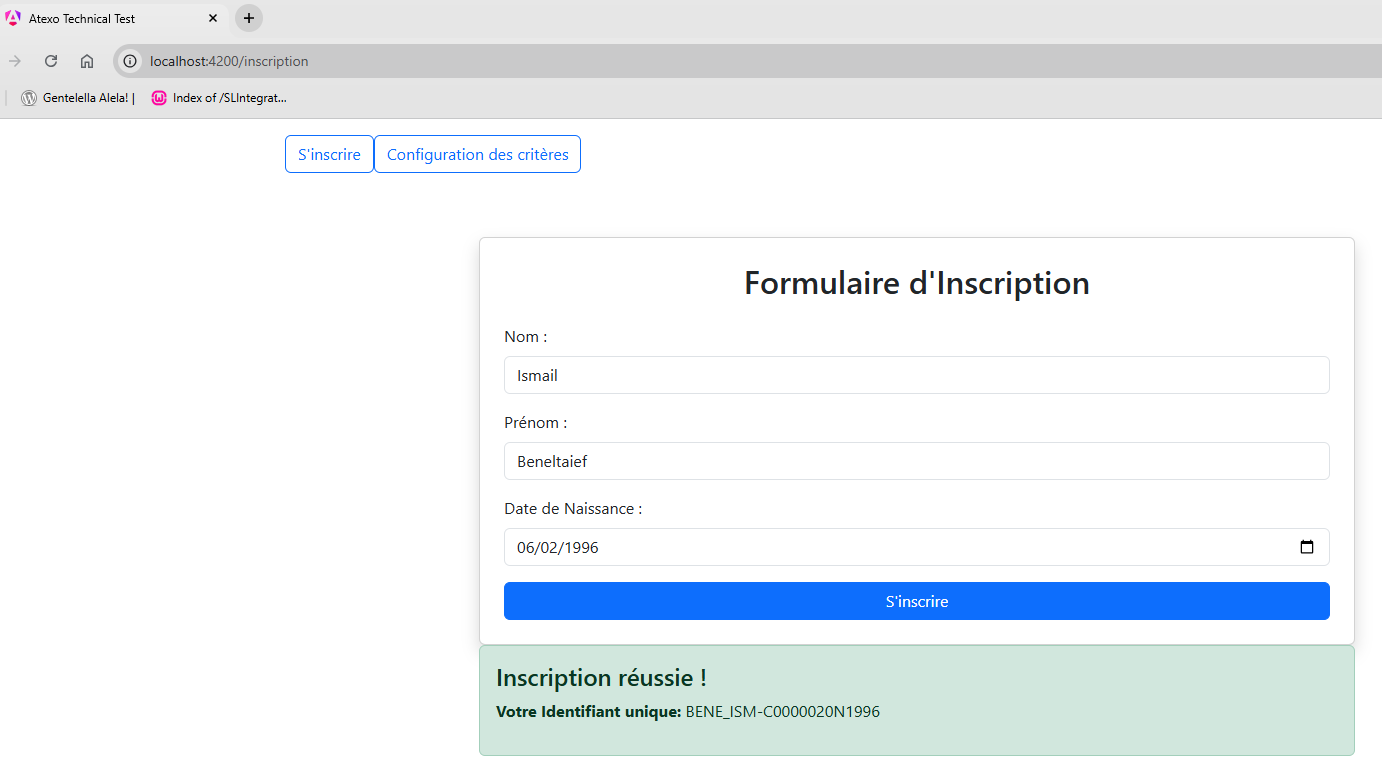 Atexo Technical Test
localhost:4200/inscription
Gentelella Alela! | Index of /SLIntegrat...
S'inscrire Configuration des critères
Formulaire d'Inscription
Nom :
Ismail
Prénom :
Beneltaief
Date de Naissance :
06/02/1996
S'inscrire
Inscription réussie !
Votre Identifiant unique: BENE_ISM-C0000020N1996